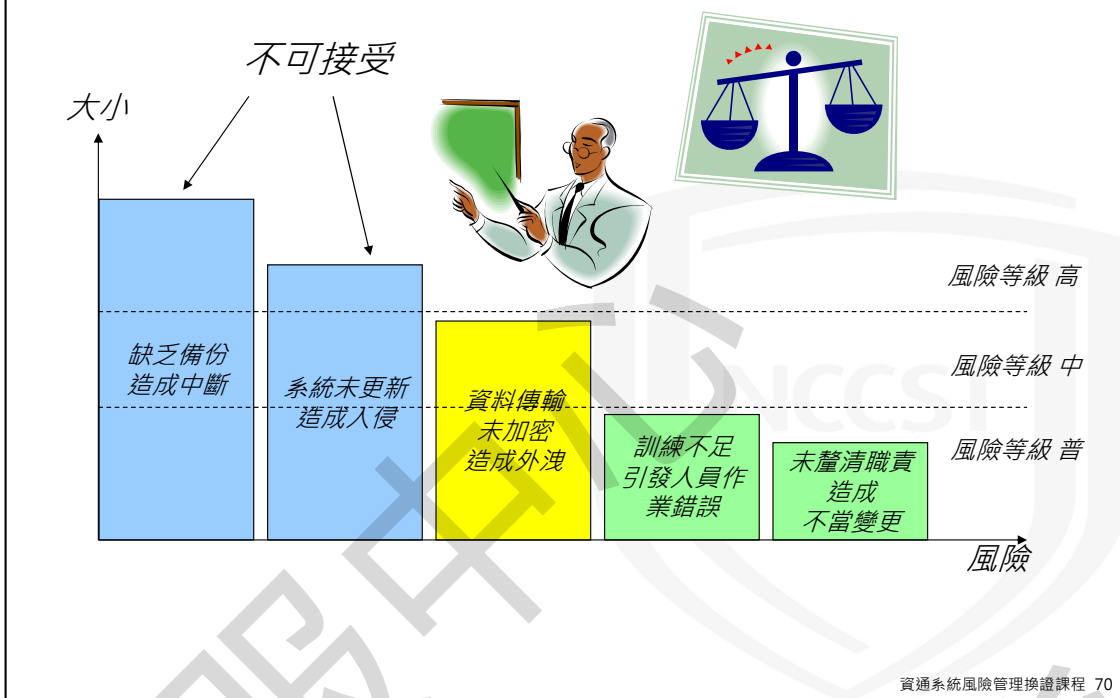 不可接受
大小
風險等級 高
缺乏備份
造成中斷
系統未更新
造成入侵
資料傳輸
未加密
造成外洩
風險等級 中
訓練不足
引發人員作
業錯誤
未釐清職責
造成
不當變更
風險等級 普
風險
NCCST
服中心
資通系統風險管理換證課程 70